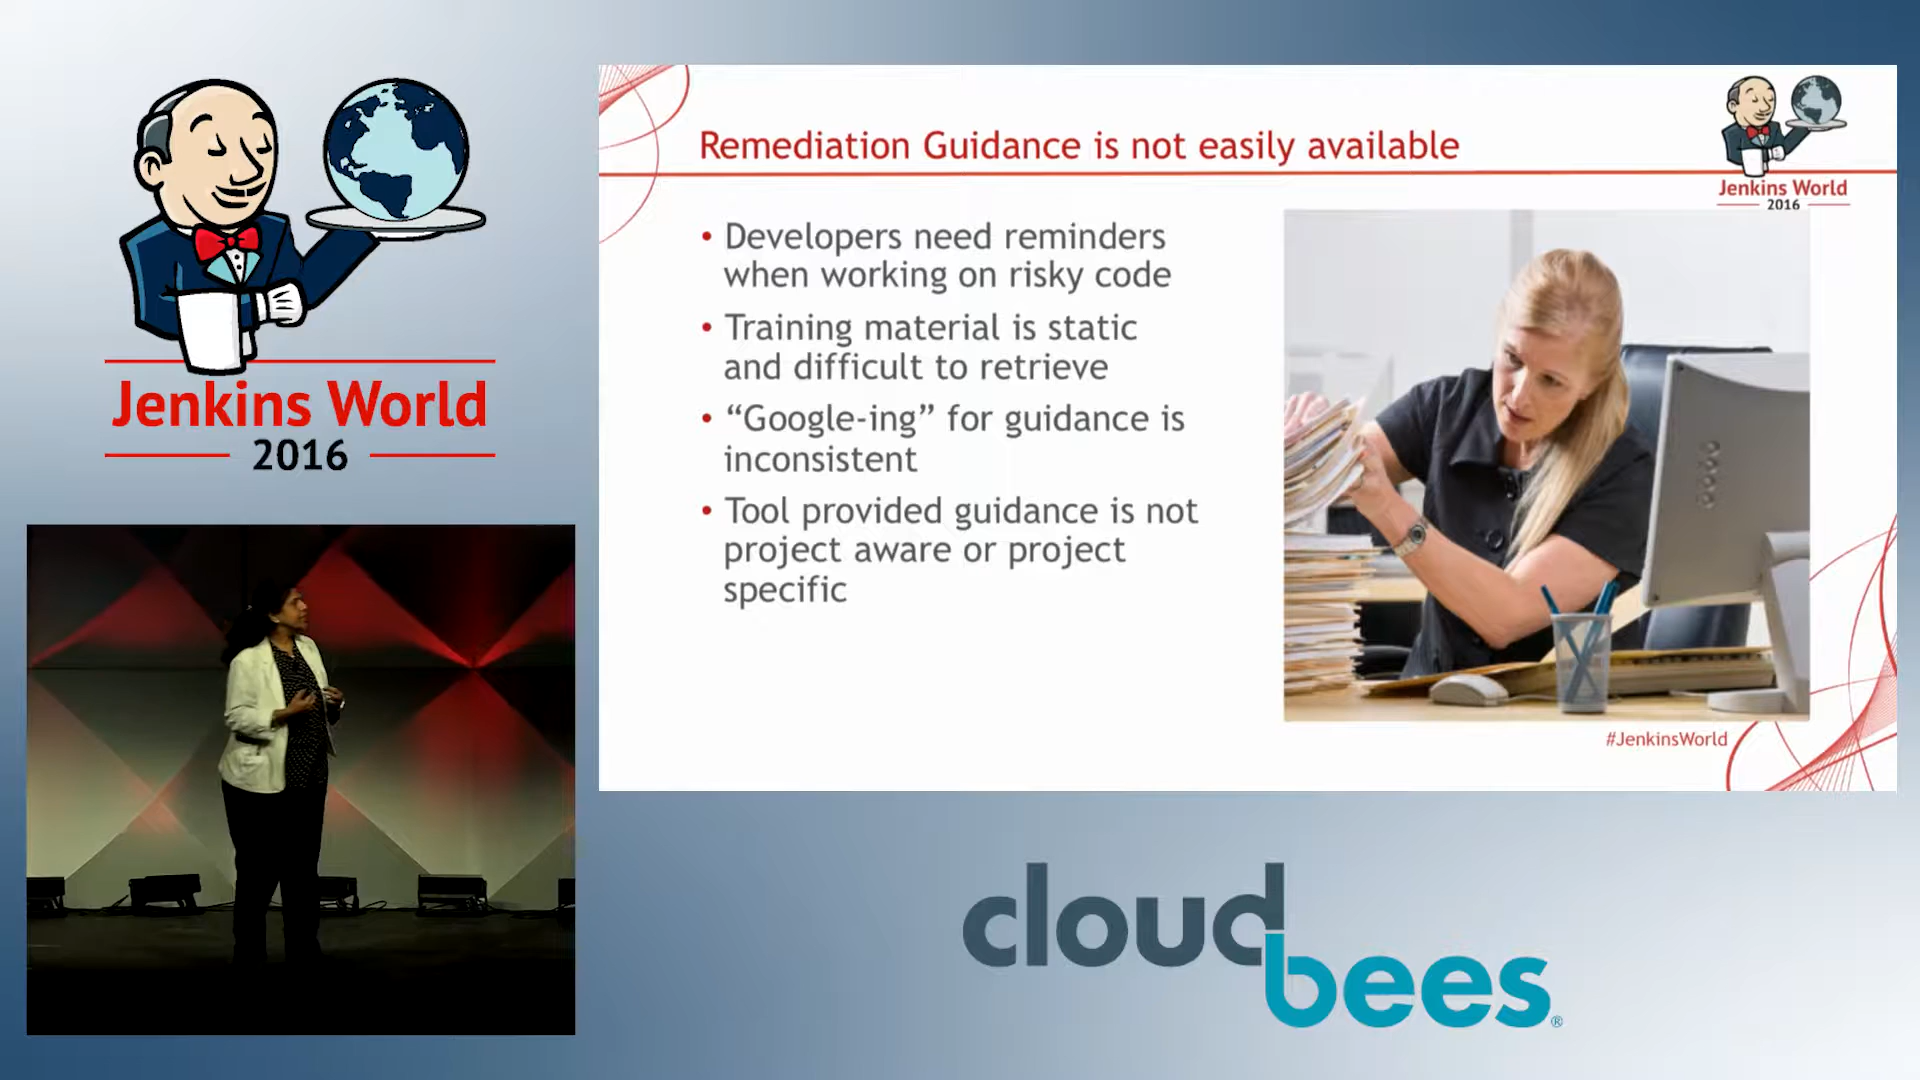 Jenkins World
2016
Remediation Guidance is not easily available
Jenkins World
2016
• Developers need reminders
when working on risky code
• Training material is static
and difficult to retrieve
• “Google-ing” for guidance is
inconsistent
• Tool provided guidance is not
project aware or project
specific
#JenkinsWorld
cloud
bees®